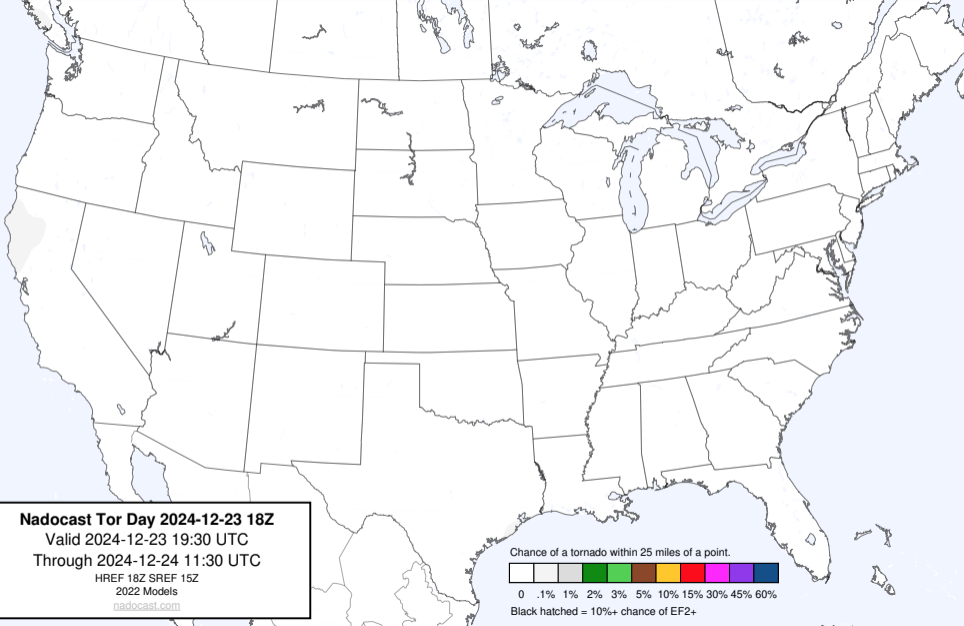 Nadocast Tor Day 2024-12-23 18Z
Valid 2024-12-23 19:30 UTC
Through 2024-12-24 11:30 UTC
HREF 18Z SREF 15Z
2022 Models
nadocast.com
Chance of a tornado within 25 miles of a point.
0 .1% 1% 2% 3% 5% 10% 15% 30% 45% 60%
Black hatched = 10%+ chance of EF2+